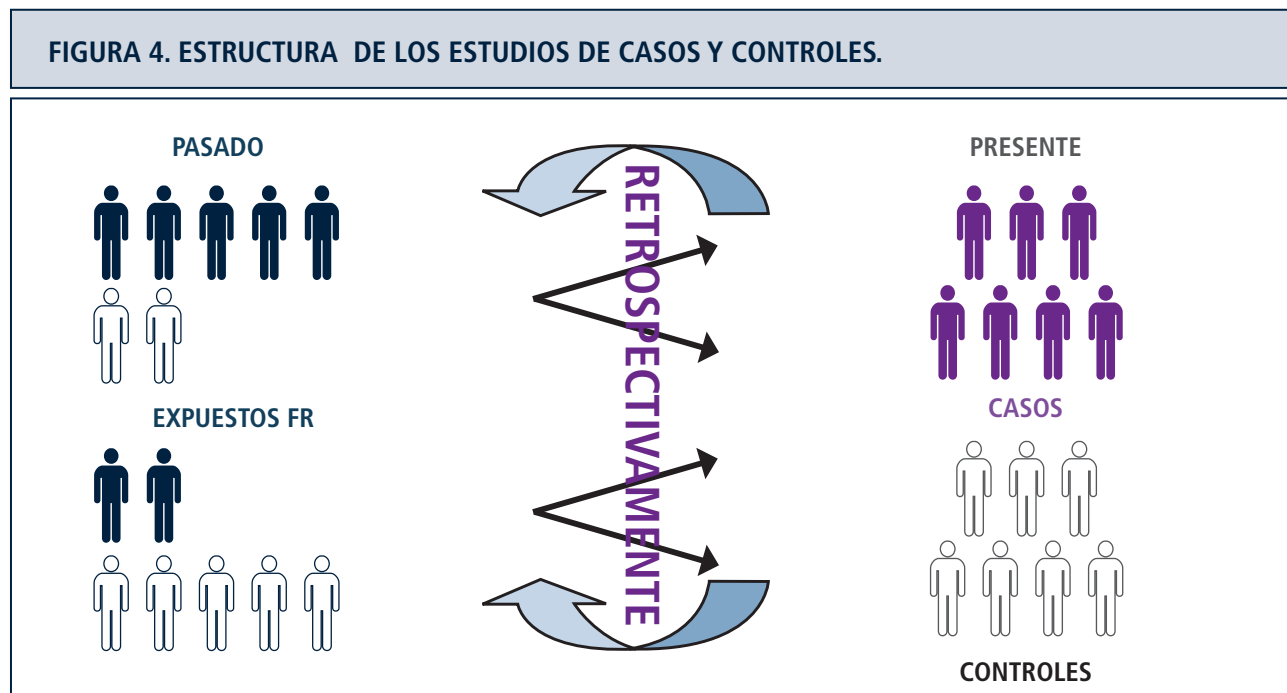 FIGURA 4. ESTRUCTURA DE LOS ESTUDIOS DE CASOS Y CONTROLES.
PASADO
PRESENTE
RETROSPECTIVAMENTE
EXPUESTOS FR
CASOS
CONTROLES